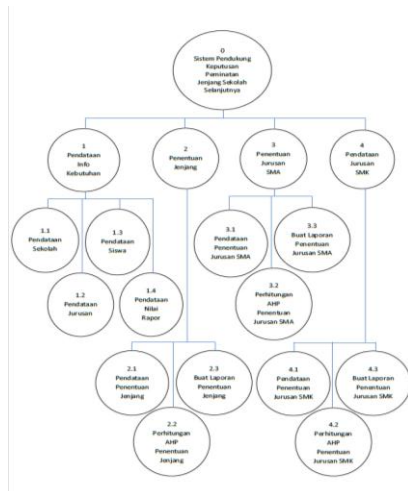 0
Sistem Pendukung
Keputusan
Peminatan
Jenjang Sekolah
Selanjutnya
1
Pendataan
Info
Kebutuhan
2
Penentuan
Jenjang
3
Penentuan
Jurusan
SMA
4
Pendataan
Jurusan
SMK
1.1
Pendataan
Sekolah
1.2
Pendataan
Jurusan
1.3
Pendataan
Siswa
1.4
Pendataan
Nilai
Rapor
3.1
Pendataan
Penentuan
Jurusan SMA
3.2
Perhitungan
AHP
Penentuan
Jurusan SMA
3.3
Buat Laporan
Penentuan
Jurusan SMA
2.1
Pendataan
Penentuan
Jenjang
2.2
Perhitungan
AHP
Penentuan
Jenjang
2.3
Buat Laporan
Penentuan
Jenjang
4.1
Pendataan
Penentuan
Jurusan SMK
4.2
Perhitungan
AHP
Penentuan
Jurusan SMK
4.3
Buat Laporan
Penentuan
Jurusan SMK